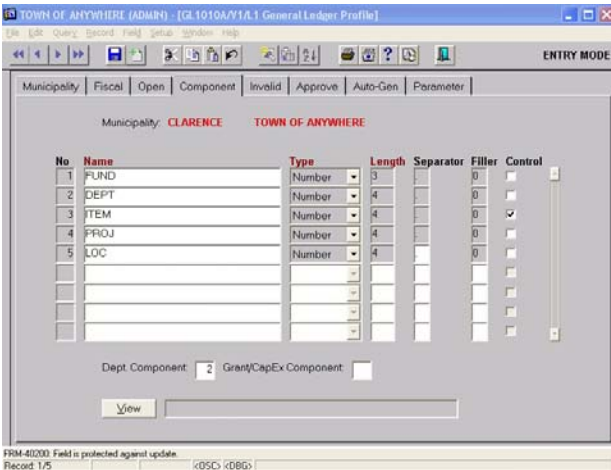 TOWN OF ANYWHERE (ADMIN) - [GL1010A/V1/L1 General Ledger Profile]
File Edit Query Record Field Setup Window Help
ENTRY MODE
Municipality Fiscal Open Component Invalid Approve Auto-Gen Parameter
Municipality: CLARENCE TOWN OF ANYWHERE
No Name Type Length Separator Filler Control
1 FUND Number 3 . 0
2 DEPT Number 4 . 0
3 ITEM Number 4 . 0
4 PROJ Number 4 . 0
5 LOC Number 4 . 0
Dept. Component: 2 Grant/CapEx Component:
View
FRM-40200: Field is protected against update.
Record: 1/5 <OSC> <DBG>